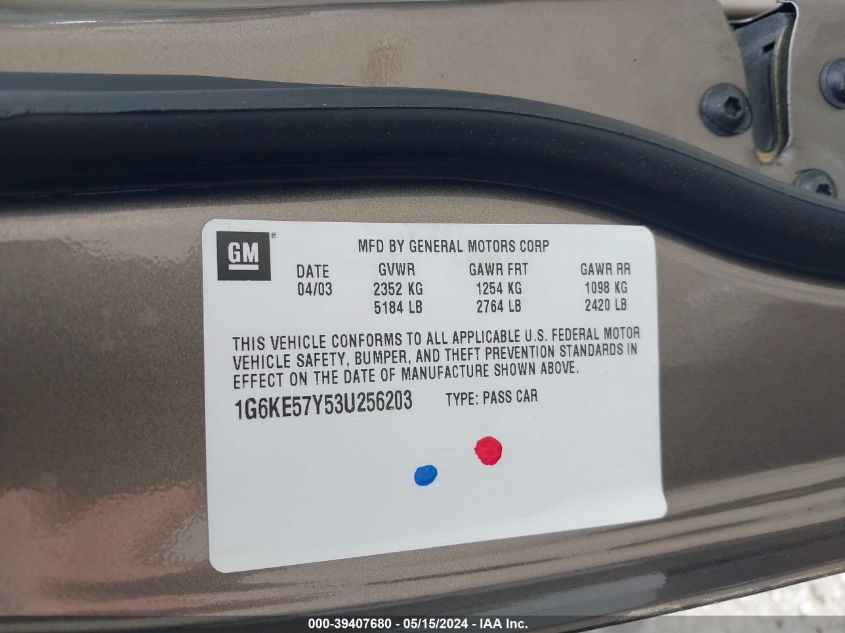 GM ®
MFD BY GENERAL MOTORS CORP
DATE GVWR GAWR FRT GAWR RR
04/03 2352 KG 1254 KG 1098 KG
5184 LB 2764 LB 2420 LB
THIS VEHICLE CONFORMS TO ALL APPLICABLE U.S. FEDERAL MOTOR
VEHICLE SAFETY, BUMPER, AND THEFT PREVENTION STANDARDS IN
EFFECT ON THE DATE OF MANUFACTURE SHOWN ABOVE.
1G6KE57Y53U256203 TYPE: PASS CAR
000-39407680 - 05/15/2024 - IAA Inc.